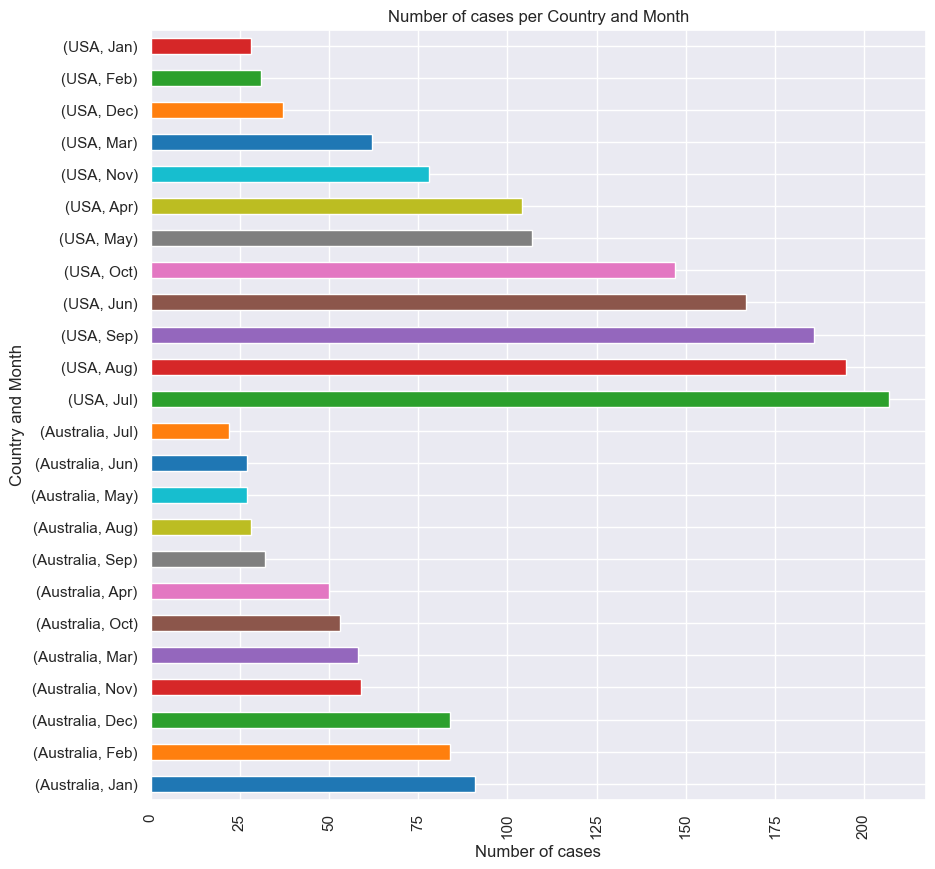 Number of cases per Country and Month
Country and Month
(USA, Jan)
(USA, Feb)
(USA, Dec)
(USA, Mar)
(USA, Nov)
(USA, Apr)
(USA, May)
(USA, Oct)
(USA, Jun)
(USA, Sep)
(USA, Aug)
(USA, Jul)
(Australia, Jul)
(Australia, Jun)
(Australia, May)
(Australia, Aug)
(Australia, Sep)
(Australia, Apr)
(Australia, Oct)
(Australia, Mar)
(Australia, Nov)
(Australia, Dec)
(Australia, Feb)
(Australia, Jan)
0
25
50
75
100
125
150
175
200
Number of cases